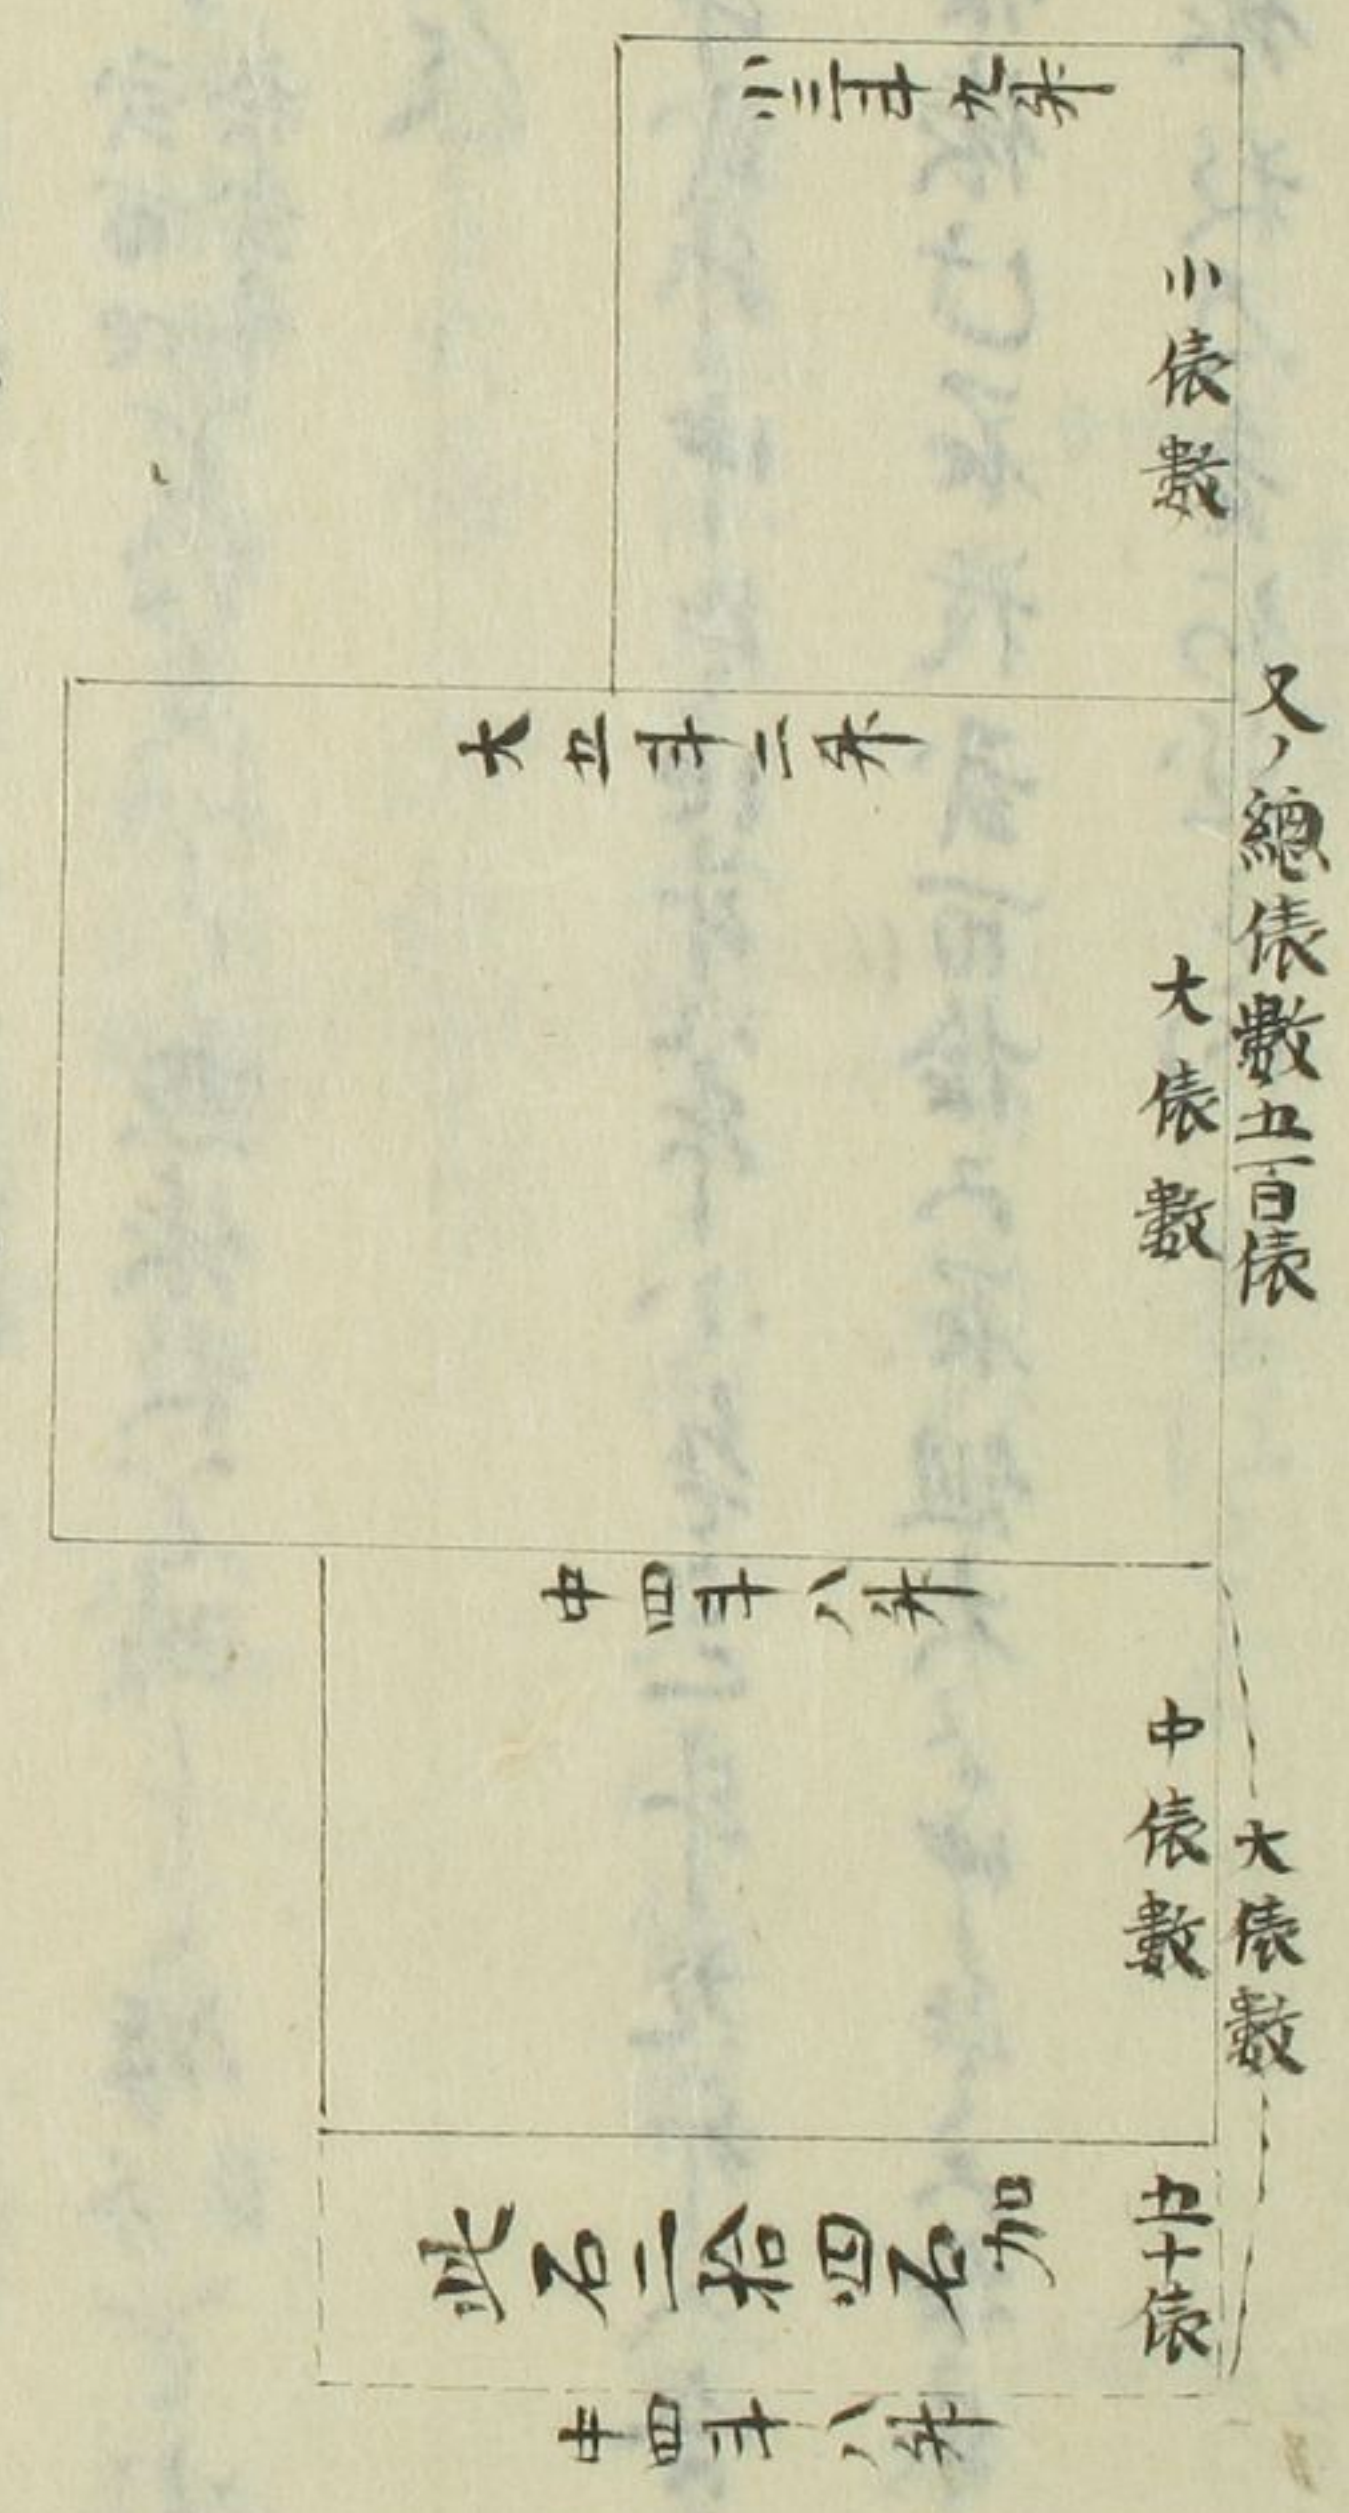 又ノ總俵數五百俵
大俵數
小俵數
大俵數
中俵數
五十俵
小三斗九升
大五斗二升
中四斗八升
此石二拾四石加
中四斗八升